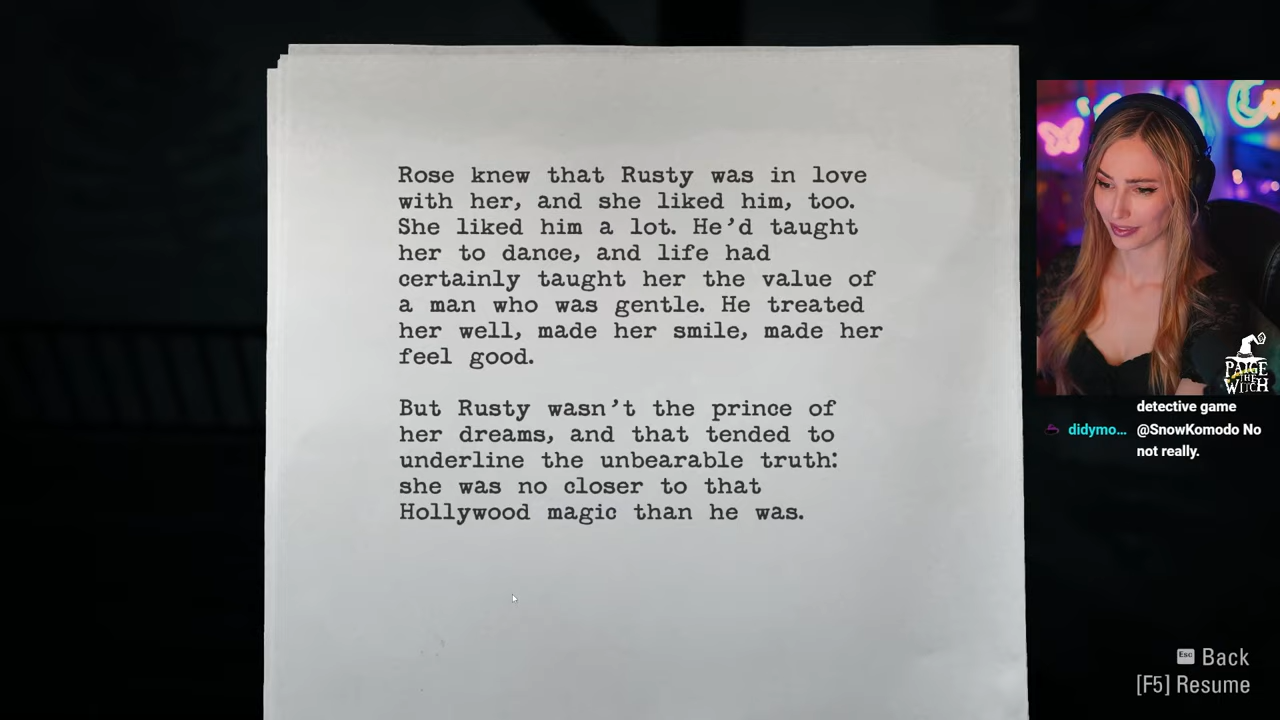 Rose knew that Rusty was in love
with her, and she liked him, too.
She liked him a lot. He’d taught
her to dance, and life had
certainly taught her the value of
a man who was gentle. He treated
her well, made her smile, made her
feel good.
But Rusty wasn’t the prince of
her dreams, and that tended to
underline the unbearable truth:
she was no closer to that
Hollywood magic than he was.
PAIGE
THE
WITCH
detective game
didymo... @SnowKomodo No
not really.
Esc Back
[F5] Resume